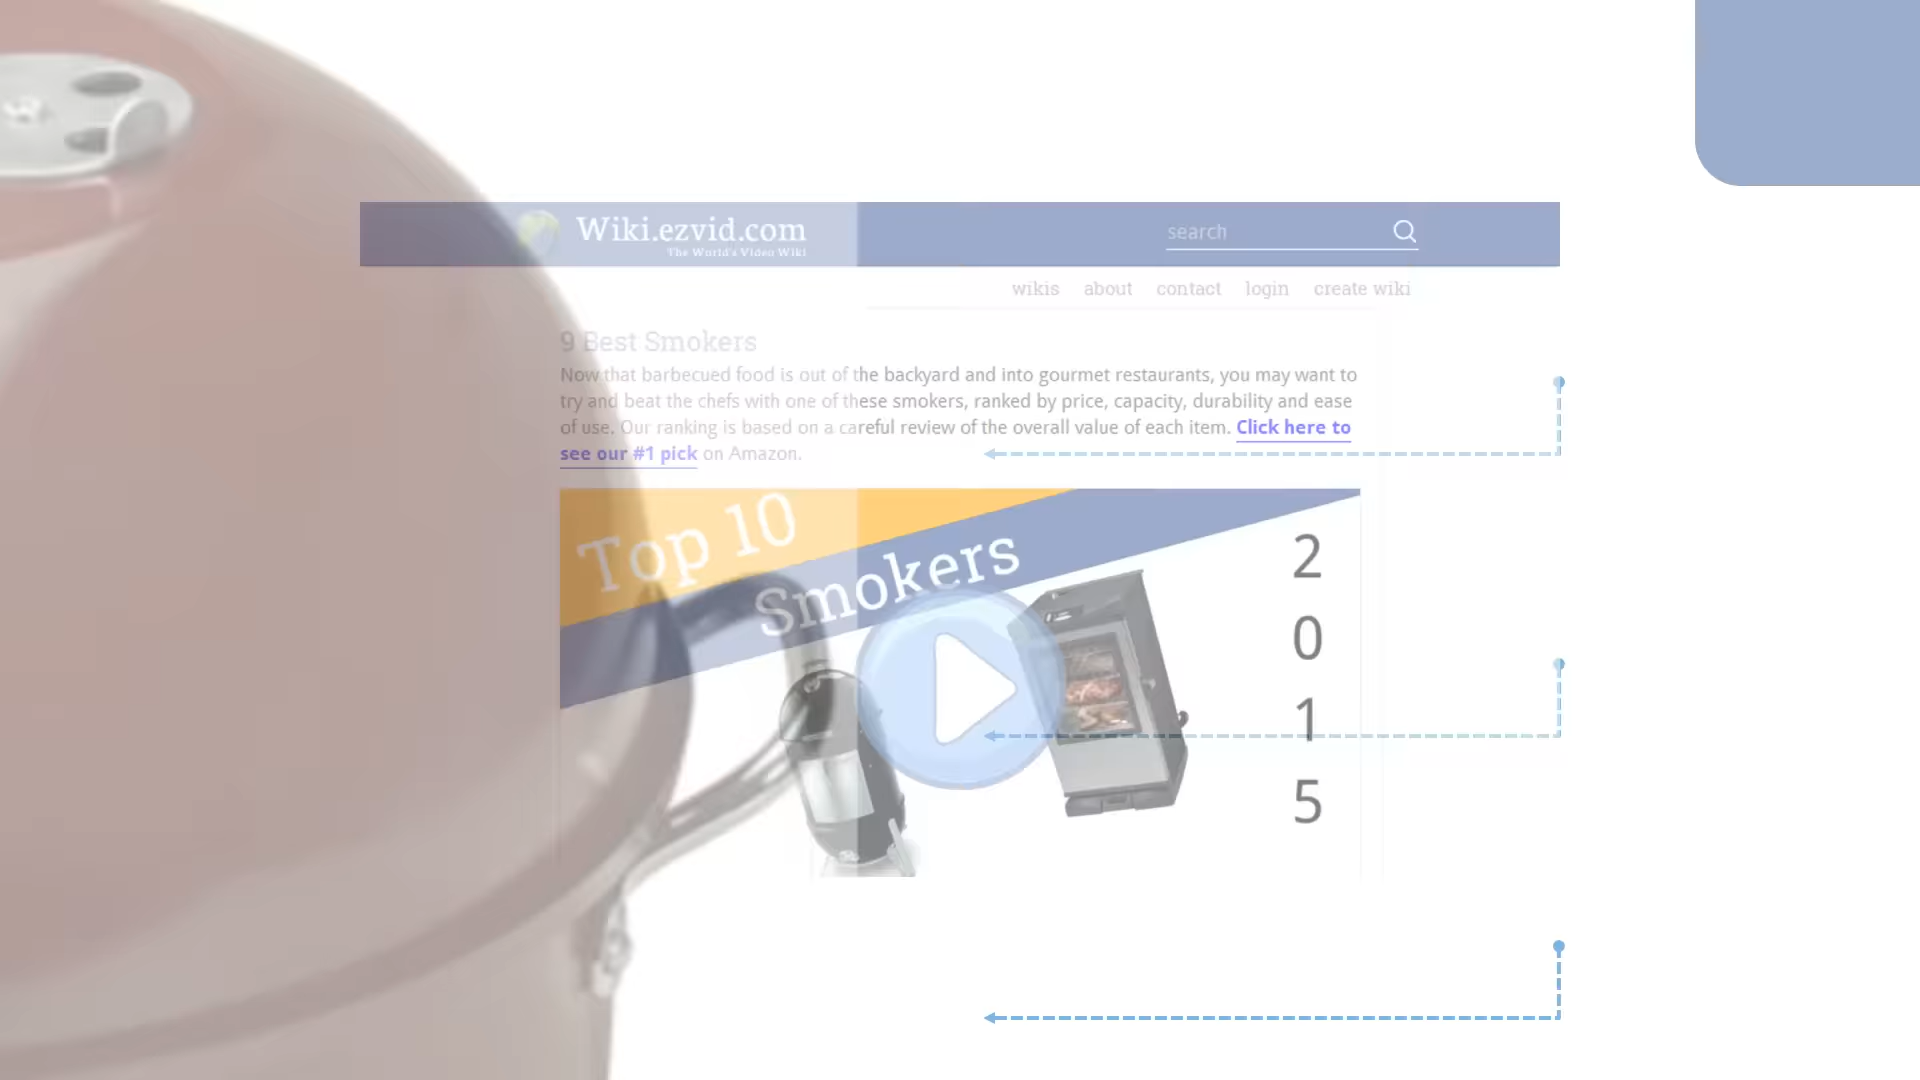 Wiki.ezvid.com
The World's Video Wiki
search
wikis about contact login create wiki
9 Best Smokers
Now that barbecued food is out of the backyard and into gourmet restaurants, you may want to
try and beat the chefs with one of these smokers, ranked by price, capacity, durability and ease
of use. Our ranking is based on a careful review of the overall value of each item. Click here to
see our #1 pick on Amazon.
Top 10
Smokers
2
0
1
5